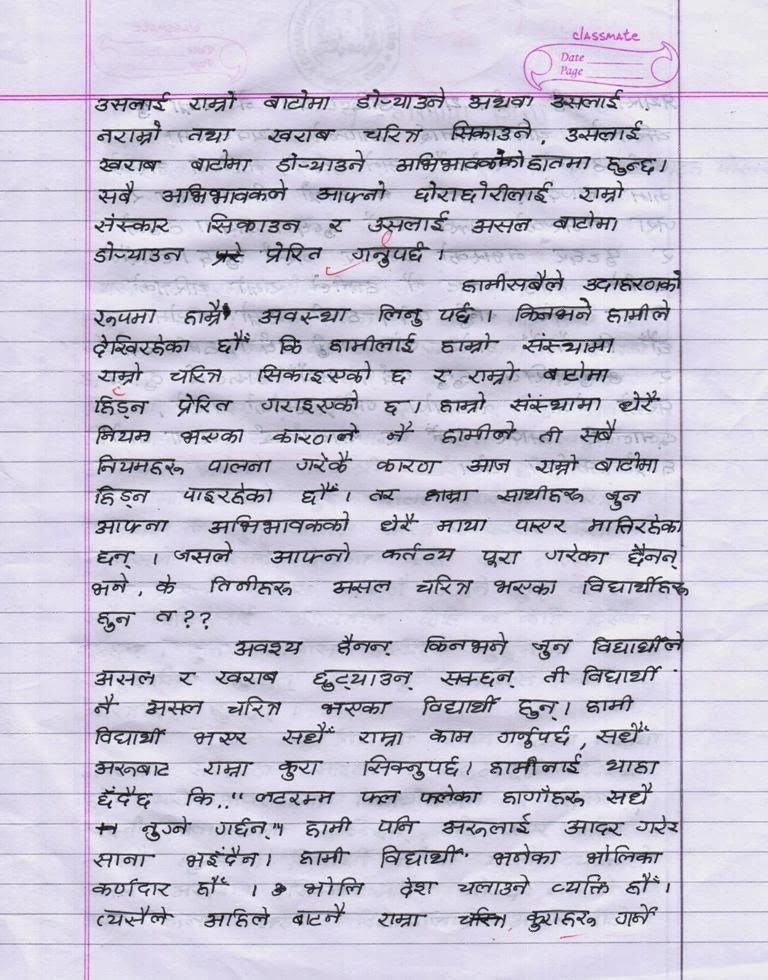 classmate
Date
Page
उसलाई राम्रो बाटोमा डोर्‍याउने अथवा उसलाई
नराम्रो तथा खराब चरित्र सिकाउने, उसलाई
खराब बाटोमा डोर्‍याउने अभिभावकको हातमा हुन्छ।
सबै अभिभावकले आफ्नो छोराछोरीलाई राम्रो
संस्कार सिकाउन र उसलाई असल बाटोमा
डोर्‍याउन प्रेरित गर्नुपर्छ।
हामीसबैले उदाहरणको
रूपमा हाम्रै अवस्था लिनु पर्छ। किनभने हामीले
देखिरहेका छौँ कि हामीलाई हाम्रो संस्थामा
राम्रो चरित्र सिकाइएको छ र राम्रो बाटोमा
हिड्न प्रेरित गराइएको छ। हाम्रो संस्थामा धेरै
नियम भएका कारणले नै हामीले ती सबै
नियमहरू पालना गरेकै कारण आज राम्रो बाटोमा
हिड्न पाइरहेका छौँ। तर हाम्रा साथीहरू जुन
आफ्ना अभिभावकको धेरै माया पाएर मातिरहेका
छन्। जसले आफ्नो कर्तव्य पूरा गरेका छैनन्
भने, के तिनीहरू असल चरित्र भएका विद्यार्थीहरू
हुन त??
अवश्य हैनन् किनभने जुन विद्यार्थीले
असल र खराब छुट्याउन् सक्छन् ती विद्यार्थी
नै असल चरित्र भएका विद्यार्थी हुन्। हामी
विद्यार्थी भएर सधैँ राम्रा काम गर्नुपर्छ, सधैँ
अरूबाट राम्रा कुरा सिक्नुपर्छ। हामीलाई थाहा
छँदैछ कि,"जटरम्म फल फलेका हागाँहरू सधैँ
नुग्ने गर्छन्" हामी पनि अरूलाई आदर गरेर
साना भइँदैन। हामी विद्यार्थी भनेका भोलिका
कर्णदार हौँ । भोलि देश चलाउने व्यक्ति हौँ।
त्यसैले अहिले बाटनै राम्रा कुराहरू गर्ने